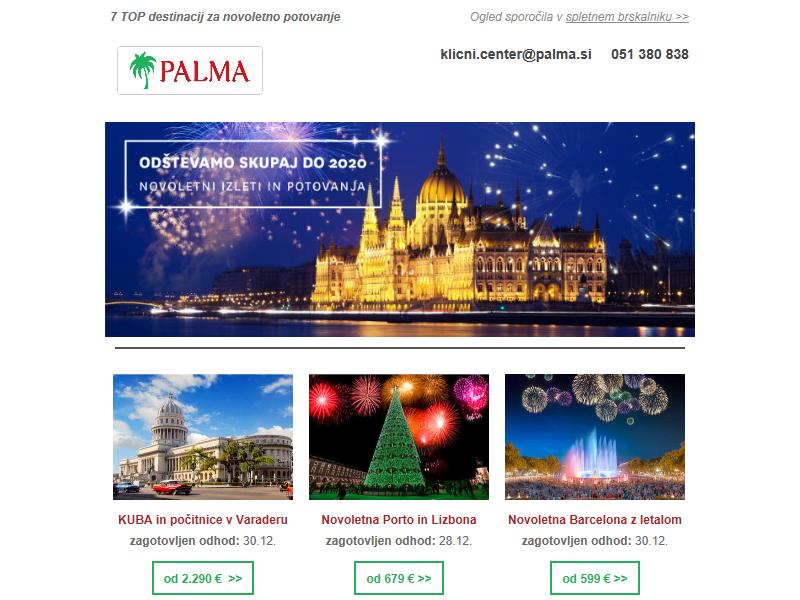 7 TOP destinacij za novoletno potovanje
Ogled sporočila v spletnem brskalniku >>
PALMA
klicni.center@palma.si 051 380 838
ODŠTEVAMO SKUPAJ DO 2020
NOVOLETNI IZLETI IN POTOVANJA
KUBA in počitnice v Varaderu
zagotovljen odhod: 30.12.
od 2.290 € >>
Novoletna Porto in Lizbona
zagotovljen odhod: 28.12.
od 679 € >>
Novoletna Barcelona z letalom
zagotovljen odhod: 30.12.
od 599 € >>